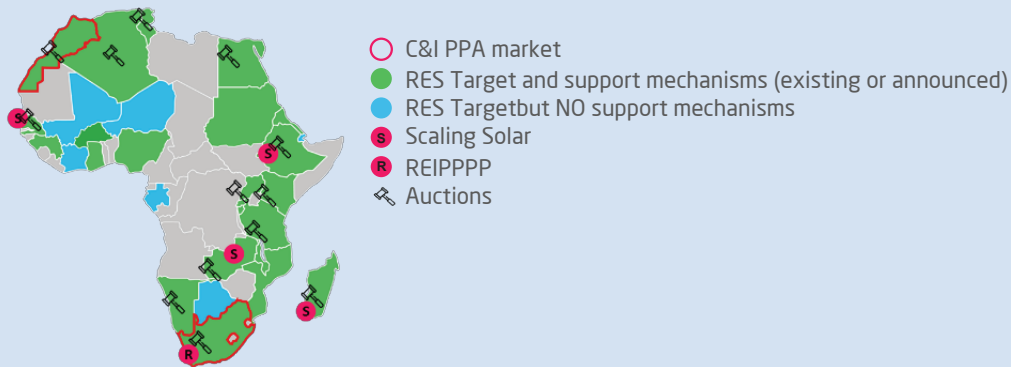 C&I PPA market
RES Target and support mechanisms (existing or announced)
RES Targetbut NO support mechanisms
S Scaling Solar
R REIPPPP
Auctions
S
S
S
S
R